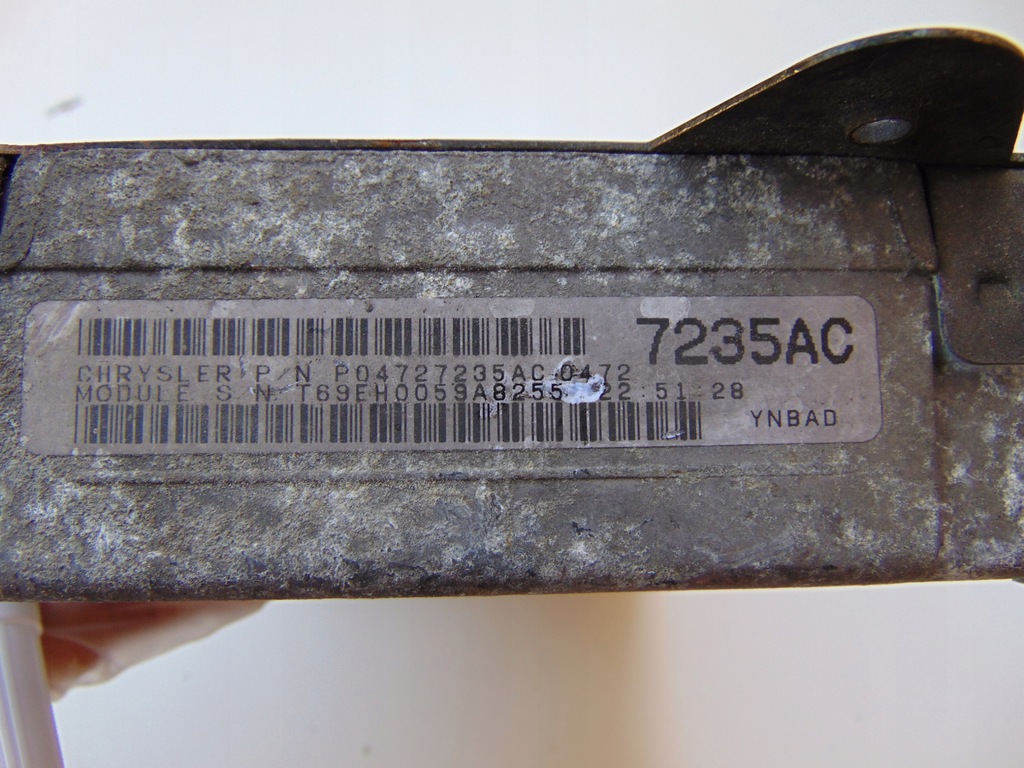 7235AC
CHRYSLER P/N P04727235AC 0472
MODULE S N T69EH0059A8255 22:51:28
YNBAD